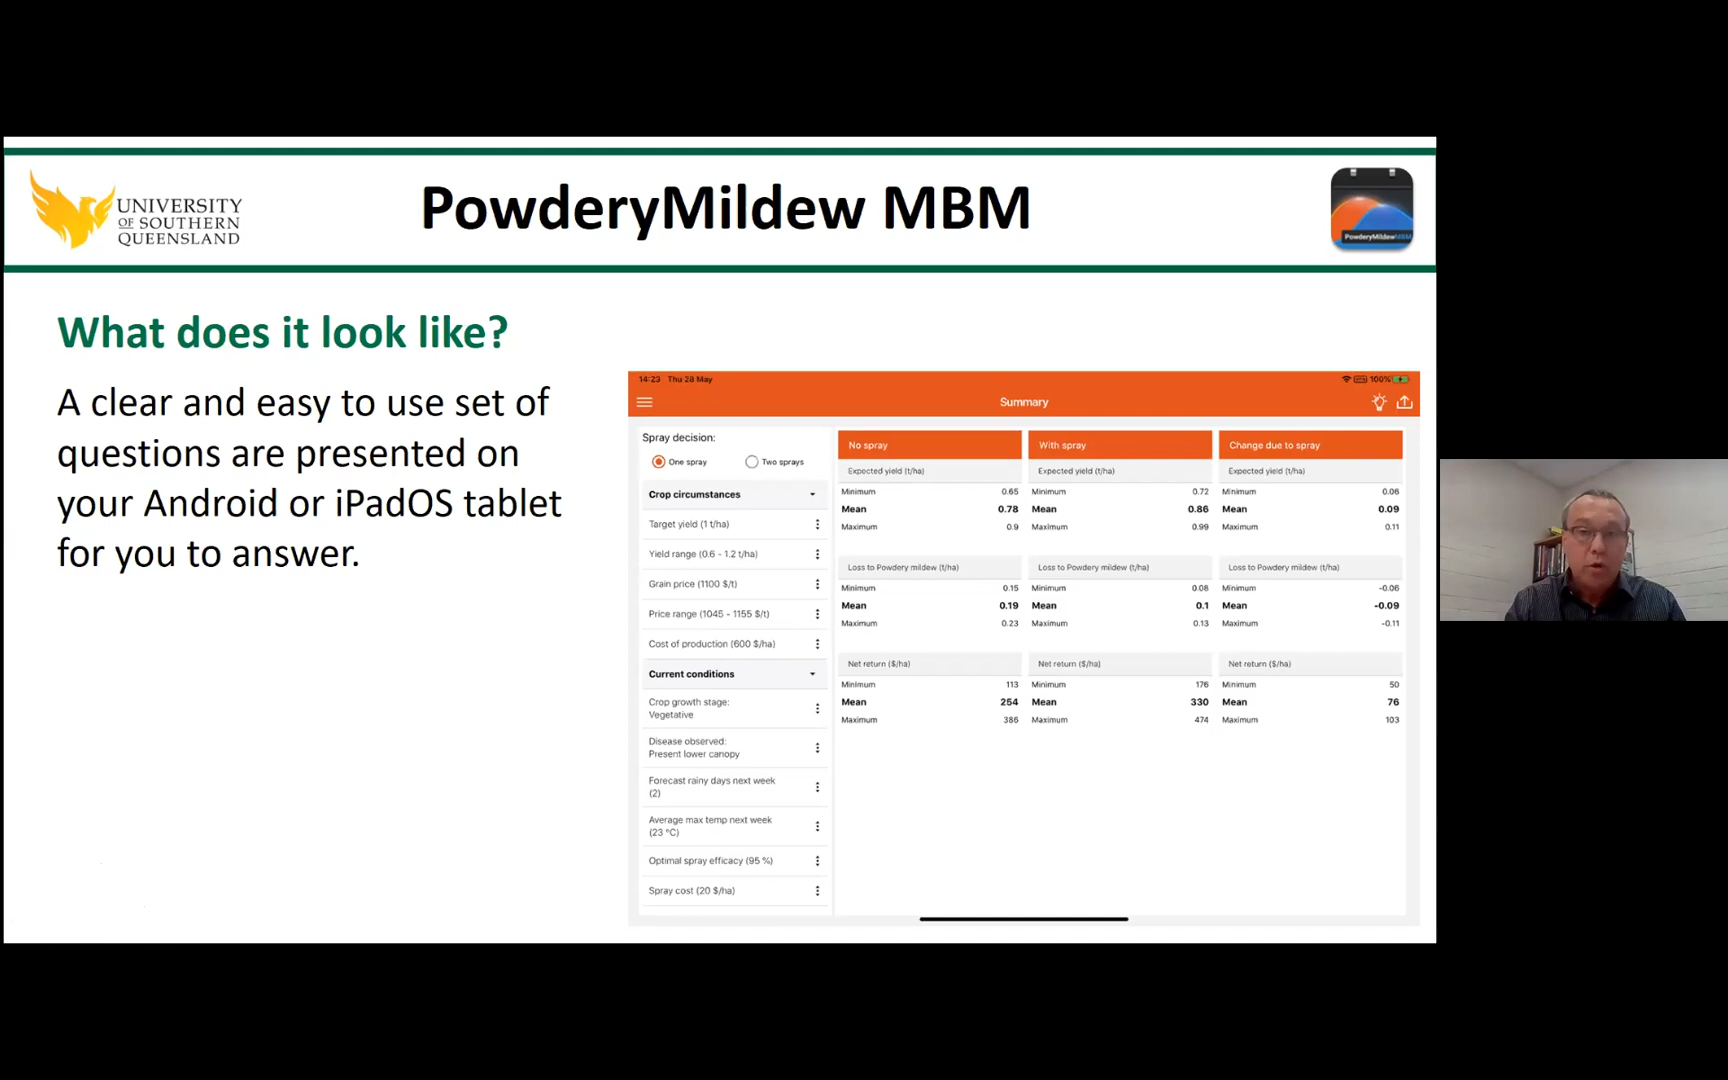 UNIVERSITY
OF SOUTHERN
QUEENSLAND
PowderyMildew MBM
PowderyMildewMBM
What does it look like?
A clear and easy to use set of
questions are presented on
your Android or iPadOS tablet
for you to answer.
14:23 Thu 28 May
100%
Summary
Spray decision:
One spray
Two sprays
Crop circumstances
Target yield (1 t/ha)
Yield range (0.6 - 1.2 t/ha)
Grain price (1100 $/t)
Price range (1045 - 1155 $/t)
Cost of production (600 $/ha)
Current conditions
Crop growth stage:
Vegetative
Disease observed:
Present lower canopy
Forecast rainy days next week
(2)
Average max temp next week
(23 °C)
Optimal spray efficacy (95 %)
Spray cost (20 $/ha)
No spray
Expected yield (t/ha)
Minimum 0.65
Mean 0.78
Maximum 0.9
Loss to Powdery mildew (t/ha)
Minimum 0.15
Mean 0.19
Maximum 0.23
Net return ($/ha)
Minimum 113
Mean 254
Maximum 386
With spray
Expected yield (t/ha)
Minimum 0.72
Mean 0.86
Maximum 0.99
Loss to Powdery mildew (t/ha)
Minimum 0.08
Mean 0.1
Maximum 0.13
Net return ($/ha)
Minimum 176
Mean 330
Maximum 474
Change due to spray
Expected yield (t/ha)
Minimum 0.06
Mean 0.09
Maximum 0.11
Loss to Powdery mildew (t/ha)
Minimum -0.06
Mean -0.09
Maximum -0.11
Net return ($/ha)
Minimum 50
Mean 76
Maximum 103